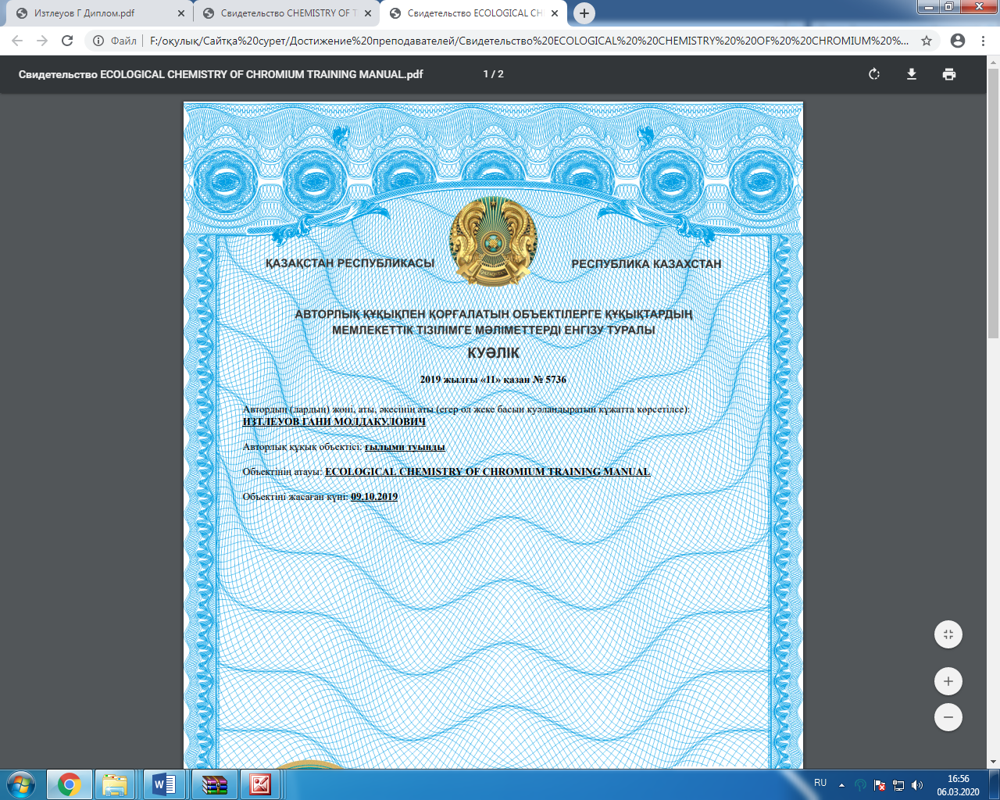 Изтлеуов Г Диплом.pdf
Свидетельство CHEMISTRY OF T
Свидетельство ECOLOGICAL CH
Файл
F:/оқулық/Сайтқа%20сурет/Достижение%20преподавателей/Свидетельство%20ECOLOGICAL%20%20CHEMISTRY%20%20OF%20%20CHROMIUM%20%...
Свидетельство ECOLOGICAL CHEMISTRY OF CHROMIUM TRAINING MANUAL.pdf
1 / 2
ҚАЗАҚСТАН РЕСПУБЛИКАСЫ
РЕСПУБЛИКА КАЗАХСТАН
АВТОРЛЫҚ ҚҰҚЫҚПЕН ҚОРҒАЛАТЫН ОБЪЕКТІЛЕРГЕ ҚҰҚЫҚТАРДЫҢ
МЕМЛЕКЕТТІК ТІЗІЛІМГЕ МӘЛІМЕТТЕРДІ ЕНГІЗУ ТУРАЛЫ
КУӘЛІК
2019 жылғы «11» қазан № 5736
Автордың (лардың) жөні, аты, әкесінің аты (егер ол жеке басын куәландыратын құжатта көрсетілсе):
ИЗТЛЕУОВ ГАНИ МОЛДАКУЛОВИЧ
Авторлық құқық объектісі: ғылыми туынды
Объектінің атауы: ECOLOGICAL CHEMISTRY OF CHROMIUM TRAINING MANUAL
Объектіні жасаған күні: 09.10.2019
RU
16:56
06.03.2020